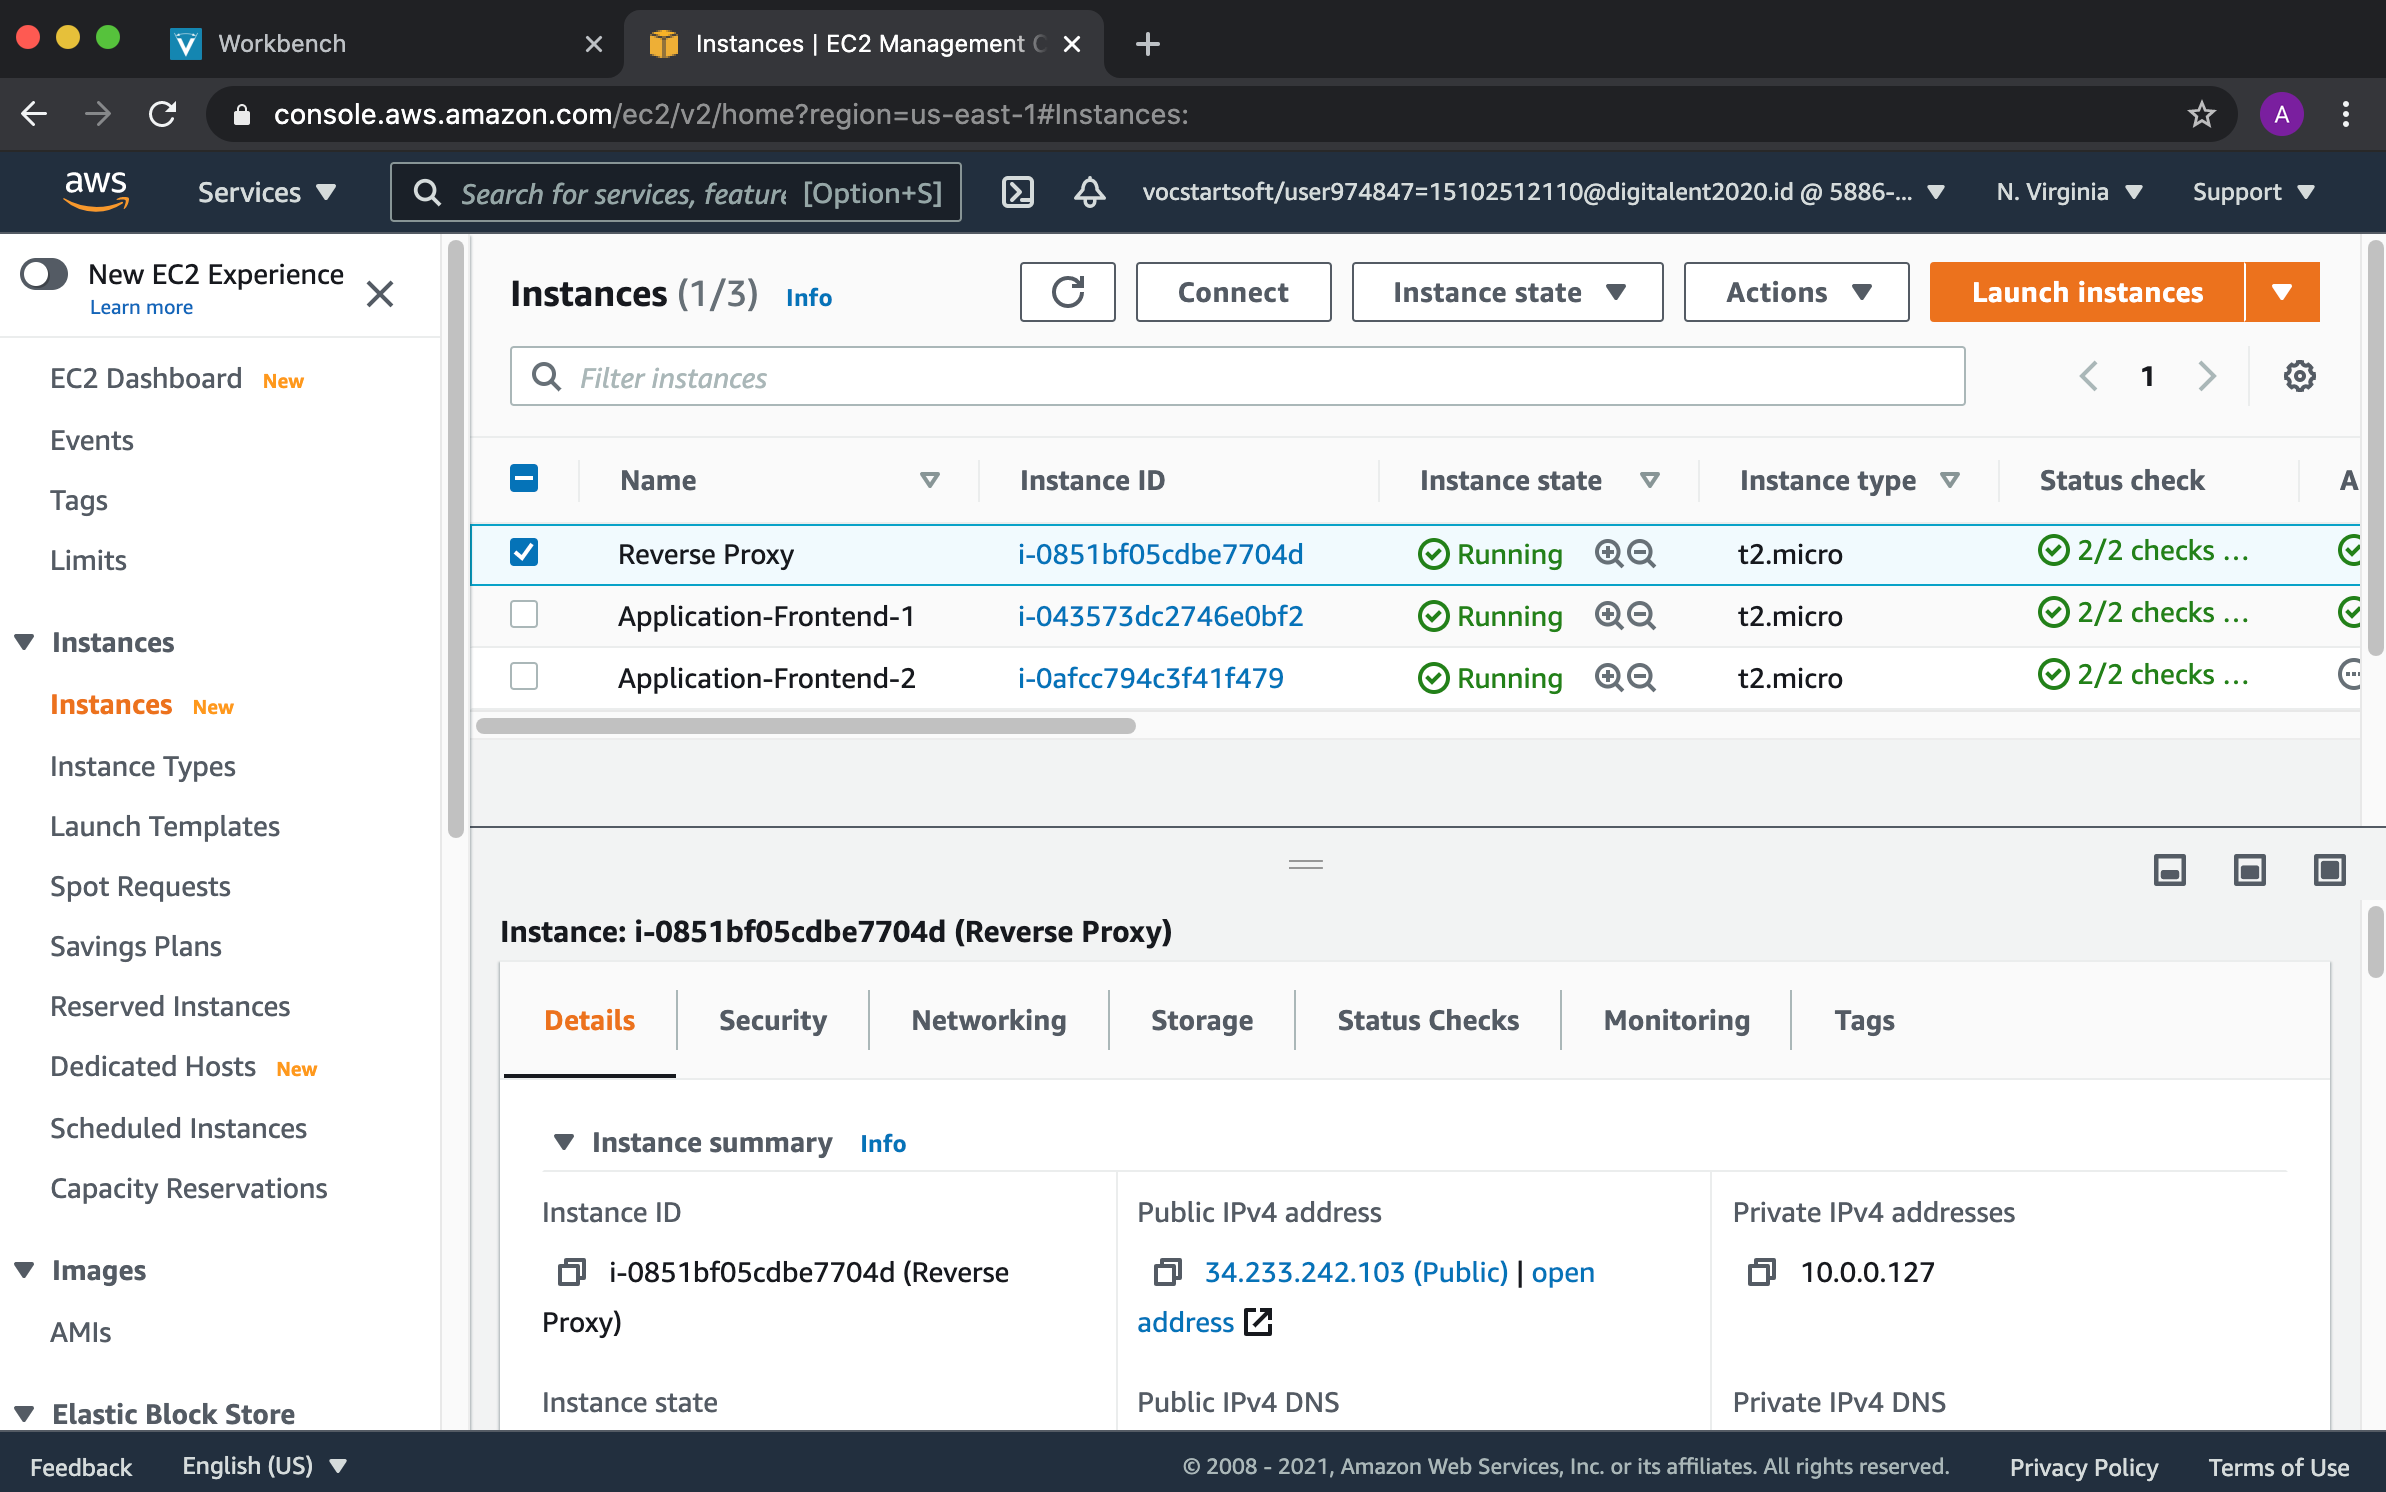 Workbench
Instances | EC2 Management C
console.aws.amazon.com/ec2/v2/home?region=us-east-1#Instances:
A
aws
Services
Search for services, feature [Option+S]
vocstartsoft/user974847=15102512110@digitalent2020.id @ 5886-...
N. Virginia
Support
New EC2 Experience
Learn more
EC2 Dashboard New
Events
Tags
Limits
Instances
Instances New
Instance Types
Launch Templates
Spot Requests
Savings Plans
Reserved Instances
Dedicated Hosts New
Scheduled Instances
Capacity Reservations
Images
AMIs
Elastic Block Store
Instances (1/3) Info
Connect
Instance state
Actions
Launch instances
Filter instances
1
Name Instance ID Instance state Instance type Status check A
Reverse Proxy i-0851bf05cdbe7704d Running t2.micro 2/2 checks ...
Application-Frontend-1 i-043573dc2746e0bf2 Running t2.micro 2/2 checks ...
Application-Frontend-2 i-0afcc794c3f41f479 Running t2.micro 2/2 checks ...
Instance: i-0851bf05cdbe7704d (Reverse Proxy)
Details Security Networking Storage Status Checks Monitoring Tags
Instance summary Info
Instance ID
i-0851bf05cdbe7704d (Reverse
Proxy)
Public IPv4 address
34.233.242.103 (Public) | open
address
Private IPv4 addresses
10.0.0.127
Instance state
Public IPv4 DNS
Private IPv4 DNS
Feedback
English (US)
© 2008 - 2021, Amazon Web Services, Inc. or its affiliates. All rights reserved.
Privacy Policy
Terms of Use